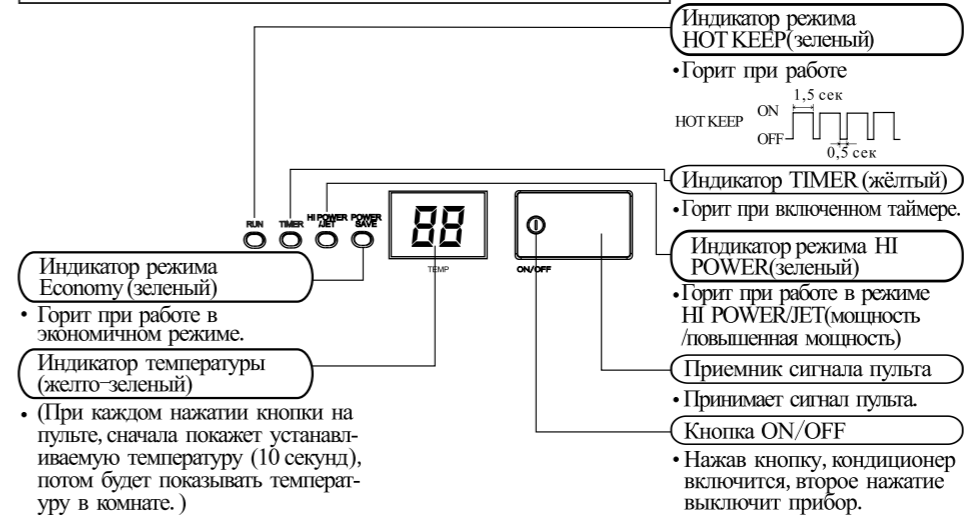 Индикатор режима
HOT KEEP(зеленый)
•Горит при работе
1,5 сек
HOT KEEP
ON
OFF
0,5 сек
Индикатор TIMER (жёлтый)
•Горит при включенном таймере.
Индикатор режима HI
POWER(зеленый)
•Горит при работе в режиме
HI POWER/JET(мощность
/повышенная мощность)
Приемник сигнала пульта
•Принимает сигнал пульта.
Кнопка ON/OFF
•Нажав кнопку, кондиционер
включится, второе нажатие
выключит прибор.
RUN
TIMER
HI POWER
/JET
POWER
SAVE
88
TEMP
ON/OFF
Индикатор режима
Economy (зеленый)
• Горит при работе в
экономичном режиме.
Индикатор температуры
(желто-зеленый)
• (При каждом нажатии кнопки на
пульте, сначала покажет устанавл-
иваемую температуру (10 секунд),
потом будет показывать температ-
уру в комнате. )